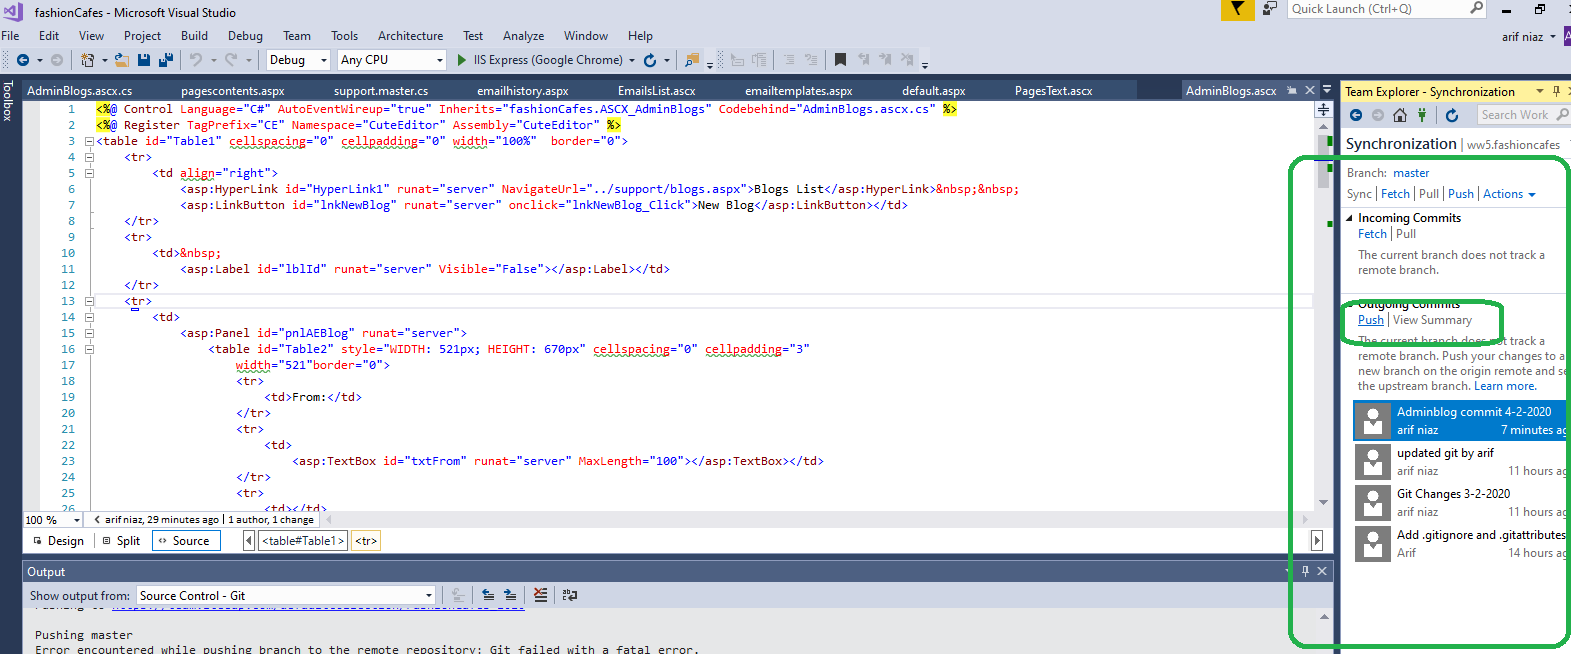 fashionCafes - Microsoft Visual Studio
Quick Launch (Ctrl+Q)
File Edit View Project Build Debug Team Tools Architecture Test Analyze Window Help
arif niaz
Debug Any CPU IIS Express (Google Chrome)
Toolbox
AdminBlogs.ascx.cs pagescontents.aspx support.master.cs emailhistory.aspx EmailsList.ascx emailtemplates.aspx default.aspx PagesText.ascx AdminBlogs.ascx
1 <%@ Control Language="C#" AutoEventWireup="true" Inherits="fashionCafes.ASCX_AdminBlogs" Codebehind="AdminBlogs.ascx.cs" %>
2 <%@ Register TagPrefix="CE" Namespace="CuteEditor" Assembly="CuteEditor" %>
3 <table id="Table1" cellspacing="0" cellpadding="0" width="100%"  border="0">
4 <tr>
5 <td align="right">
6 <asp:HyperLink id="HyperLink1" runat="server" NavigateUrl="../support/blogs.aspx">Blogs List</asp:HyperLink>&nbsp;&nbsp;
7 <asp:LinkButton id="lnkNewBlog" runat="server" onclick="lnkNewBlog_Click">New Blog</asp:LinkButton></td>
8 </tr>
9 <tr>
10 <td>&nbsp;
11 <asp:Label id="lblId" runat="server" Visible="False"></asp:Label></td>
12 </tr>
13 <tr>
14 <td>
15 <asp:Panel id="pnlAEBlog" runat="server">
16 <table id="Table2" style="WIDTH: 521px; HEIGHT: 670px" cellspacing="0" cellpadding="3"
17 width="521"border="0">
18 <tr>
19 <td>From:</td>
20 </tr>
21 <tr>
22 <td>
23 <asp:TextBox id="txtFrom" runat="server" MaxLength="100"></asp:TextBox></td>
24 </tr>
25 <tr>
26 <td></td>
100 % arif niaz, 29 minutes ago | 1 author, 1 change
Design Split Source <table#Table1> <tr>
Output
Show output from: Source Control - Git
Pushing master
Error encountered while pushing branch to the remote repository: Git failed with a fatal error.
Team Explorer - Synchronization
Search Work
Synchronization | ww5.fashioncafes
Branch: master
Sync | Fetch | Pull | Push | Actions
Incoming Commits
Fetch | Pull
The current branch does not track a
remote branch.
Outgoing Commits
Push | View Summary
The current branch does not track a
remote branch. Push your changes to a
new branch on the origin remote and se
the upstream branch. Learn more.
Adminblog commit 4-2-2020
arif niaz 7 minutes ag
updated git by arif
arif niaz 11 hours ag
Git Changes 3-2-2020
arif niaz 11 hours ag
Add .gitignore and .gitattributes
Arif 14 hours ag